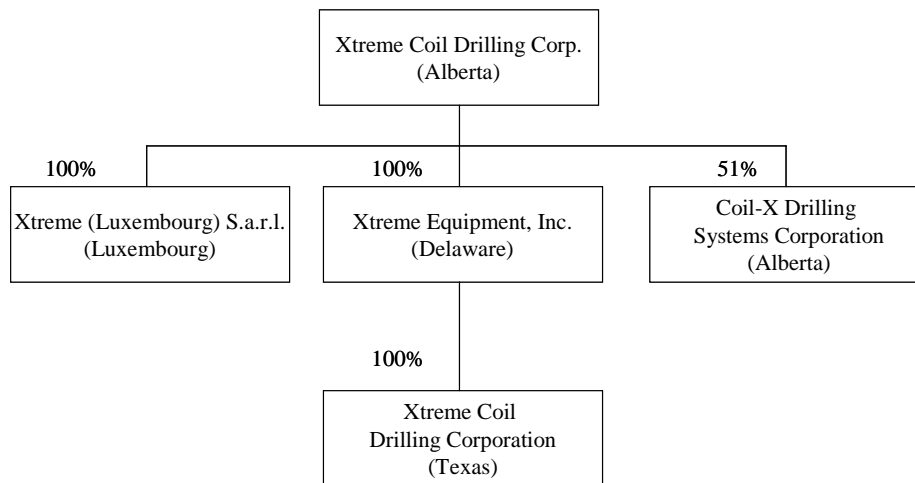 Xtreme Coil Drilling Corp.
(Alberta)
100%
100%
51%
Xtreme (Luxembourg) S.a.r.l.
(Luxembourg)
Xtreme Equipment, Inc.
(Delaware)
Coil-X Drilling
Systems Corporation
(Alberta)
100%
Xtreme Coil
Drilling Corporation
(Texas)